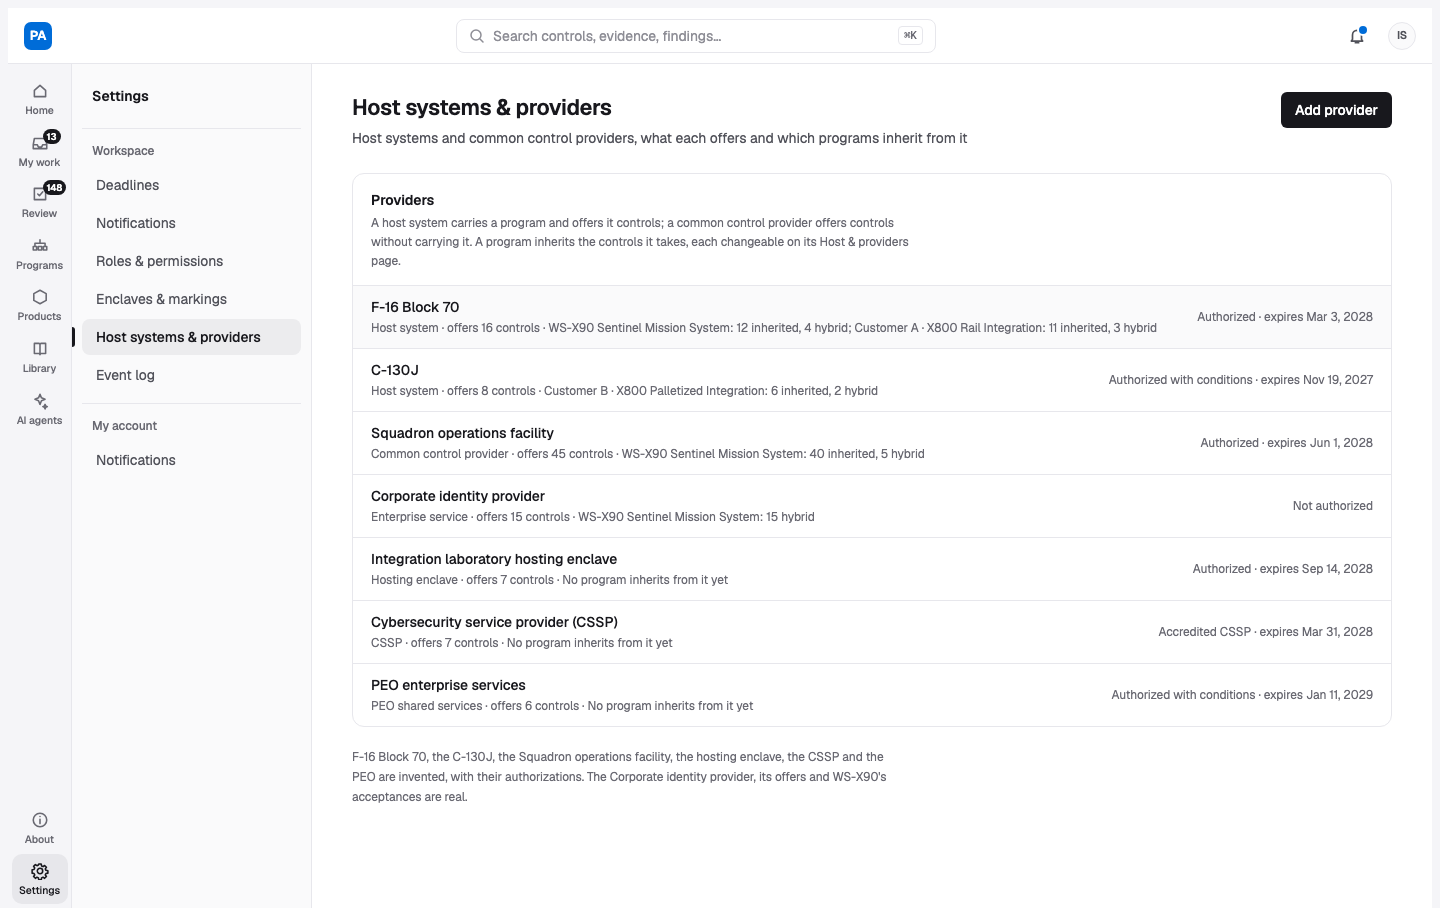 PA
Search controls, evidence, findings...
⌘K
IS
Home
13
My work
148
Review
Programs
Products
Library
AI agents
About
Settings
Settings
Workspace
Deadlines
Notifications
Roles & permissions
Enclaves & markings
Host systems & providers
Event log
My account
Notifications
Host systems & providers
Add provider
Host systems and common control providers, what each offers and which programs inherit from it
Providers
A host system carries a program and offers it controls; a common control provider offers controls
without carrying it. A program inherits the controls it takes, each changeable on its Host & providers
page.
F-16 Block 70
Host system · offers 16 controls · WS-X90 Sentinel Mission System: 12 inherited, 4 hybrid; Customer A · X800 Rail Integration: 11 inherited, 3 hybrid
Authorized · expires Mar 3, 2028
C-130J
Host system · offers 8 controls · Customer B · X800 Palletized Integration: 6 inherited, 2 hybrid
Authorized with conditions · expires Nov 19, 2027
Squadron operations facility
Common control provider · offers 45 controls · WS-X90 Sentinel Mission System: 40 inherited, 5 hybrid
Authorized · expires Jun 1, 2028
Corporate identity provider
Enterprise service · offers 15 controls · WS-X90 Sentinel Mission System: 15 hybrid
Not authorized
Integration laboratory hosting enclave
Hosting enclave · offers 7 controls · No program inherits from it yet
Authorized · expires Sep 14, 2028
Cybersecurity service provider (CSSP)
CSSP · offers 7 controls · No program inherits from it yet
Accredited CSSP · expires Mar 31, 2028
PEO enterprise services
PEO shared services · offers 6 controls · No program inherits from it yet
Authorized with conditions · expires Jan 11, 2029
F-16 Block 70, the C-130J, the Squadron operations facility, the hosting enclave, the CSSP and the
PEO are invented, with their authorizations. The Corporate identity provider, its offers and WS-X90's
acceptances are real.